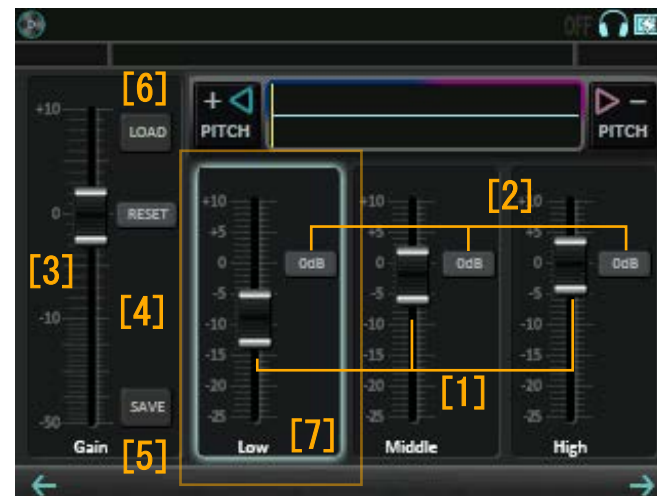 OFF
[6]
+ PITCH
- PITCH
+10
LOAD
0
RESET
[3]
-10
[4]
SAVE
-50
Gain
[5]
+10
+5
0
0dB
-5
-10
-15
-20
-25
Low
[7]
+10
+5
0
0dB
-5
-10
-15
-20
-25
Middle
[2]
+10
+5
0
0dB
-5
-10
-15
-20
-25
High
[1]